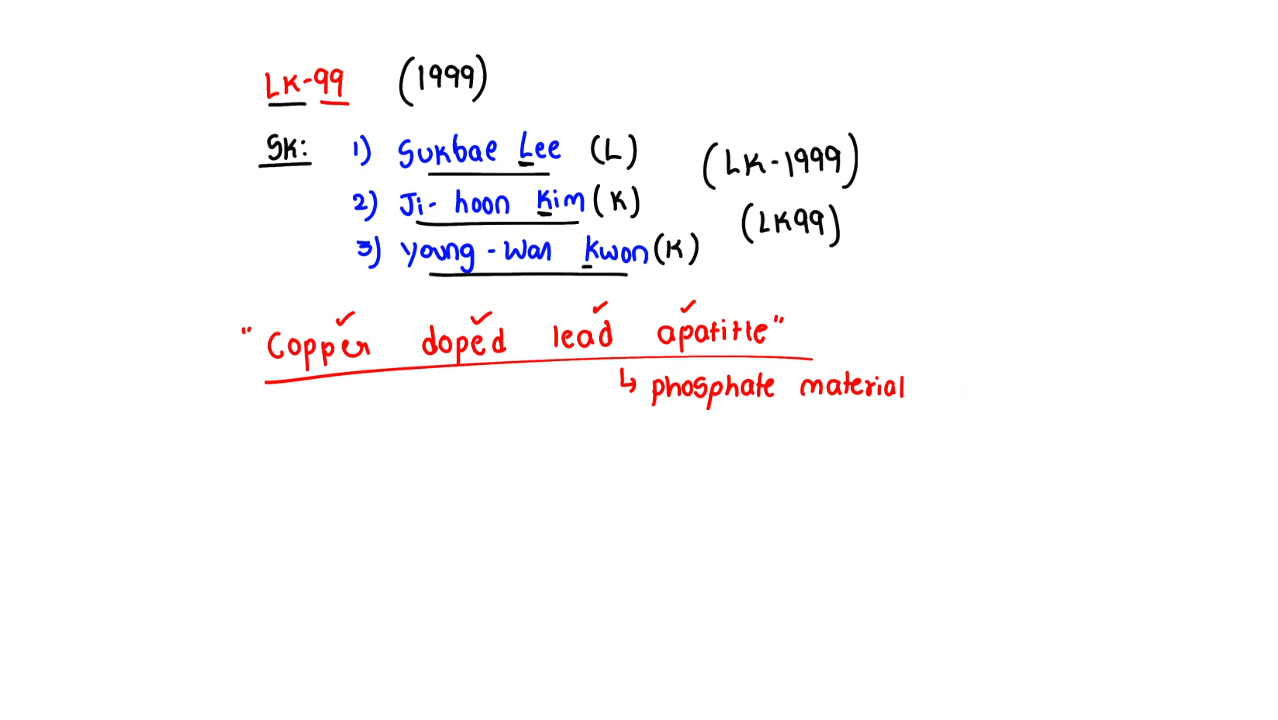 LK-99 (1999)
SK: 1) Sukbae Lee (L) (LK-1999)
2) Ji-hoon Kim (K) (LK99)
3) Young-Wan Kwon (K)
"Copper doped lead apatitte"
↳ phosphate material